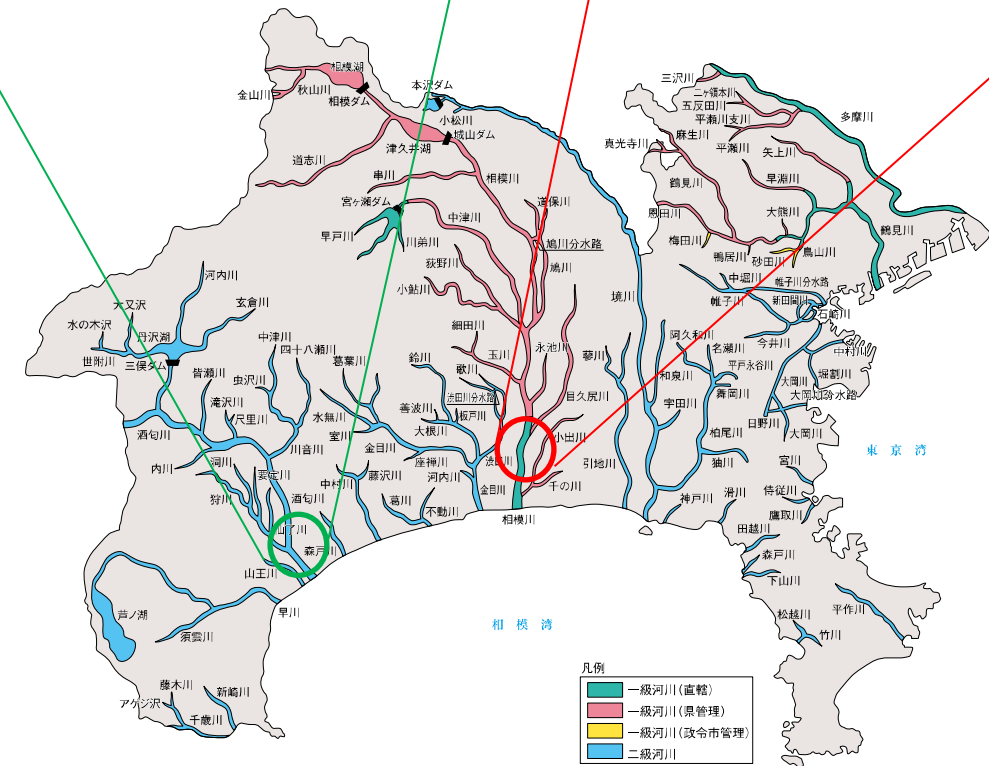 相模湖
金山川
秋山川
相模ダム
本沢ダム
小松川
城山ダム
津久井湖
道志川
串川
相模川
宮ヶ瀬ダム
早戸川
川弟川
中津川
道保川
鳩川分水路
鳩川
荻野川
小鮎川
三沢川
二ヶ領本川
五反田川
平瀬川支川
多摩川
麻生川
平瀬川
真光寺川
矢上川
早淵川
鶴見川
恩田川
大熊川
鶴見川
梅田川
鴨居川
砂田川
鳥山川
中堀川
帷子川分水路
帷子川
新田間川
石崎川
今井川
中村川
堀割川
大岡川
大岡川分水路
日野川
大岡川
境川
阿久和川
名瀬川
平戸永谷川
和泉川
舞岡川
宇田川
柏尾川
㹨川
蓼川
引地川
永池川
目久尻川
小出川
千の川
細田川
玉川
歌川
渋田川分水路
鈴川
善波川
板戸川
大根川
座禅川
河内川
渋田川
金目川
相模川
河内川
玄倉川
大又沢
水の木沢
丹沢湖
世附川
三保ダム
中津川
四十八瀬川
葛葉川
皆瀬川
虫沢川
滝沢川
尺里川
水無川
室川
金目川
酒匂川
川音川
内川
洞川
要定川
狩川
酒匂川
中村川
藤沢川
葛川
不動川
山王川
森戸川
早川
芦ノ湖
須雲川
藤木川
アケジ沢
新崎川
千歳川
宮川
侍従川
鷹取川
滑川
神戸川
田越川
森戸川
下山川
松越川
竹川
平作川
東京湾
相模湾
凡例
一級河川(直轄)
一級河川(県管理)
一級河川(政令市管理)
二級河川